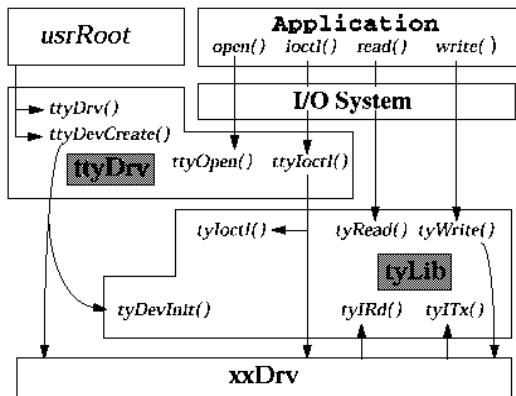 usrRoot
Application
open() ioctl() read() write()
I/O System
ttyDrv()
ttyDevCreate()
ttyDrv ttyOpen() ttyIoctl()
tyIoctl() tyRead() tyWrite()
tyLib
tyDevInit() tyIRd() tyITx()
xxDrv